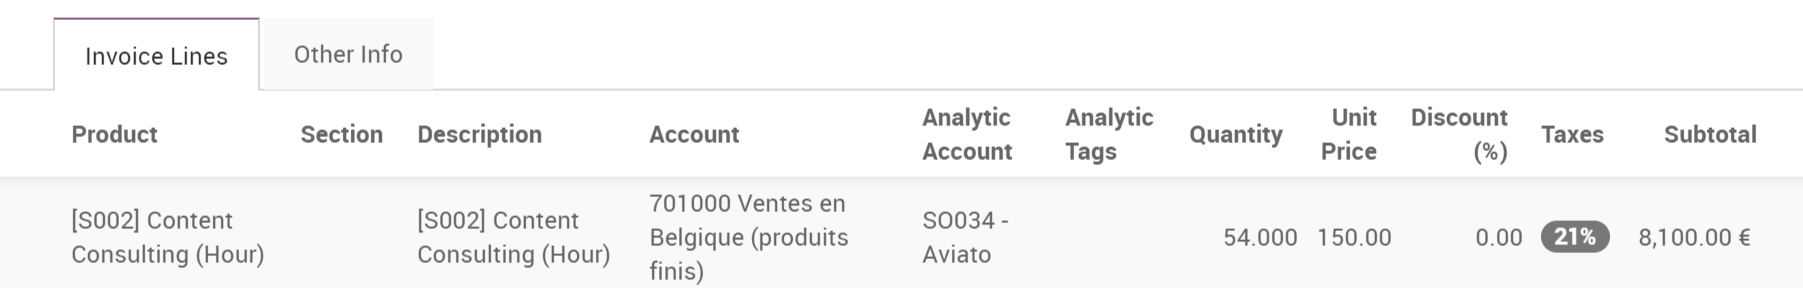 Invoice Lines
Other Info
Product
Section
Description
Account
Analytic
Account
Analytic
Tags
Quantity
Unit
Price
Discount
(%)
Taxes
Subtotal
[S002] Content
Consulting (Hour)
[S002] Content
Consulting (Hour)
701000 Ventes en
Belgique (produits
finis)
SO034 -
Aviato
54.000
150.00
0.00
21%
8,100.00 €